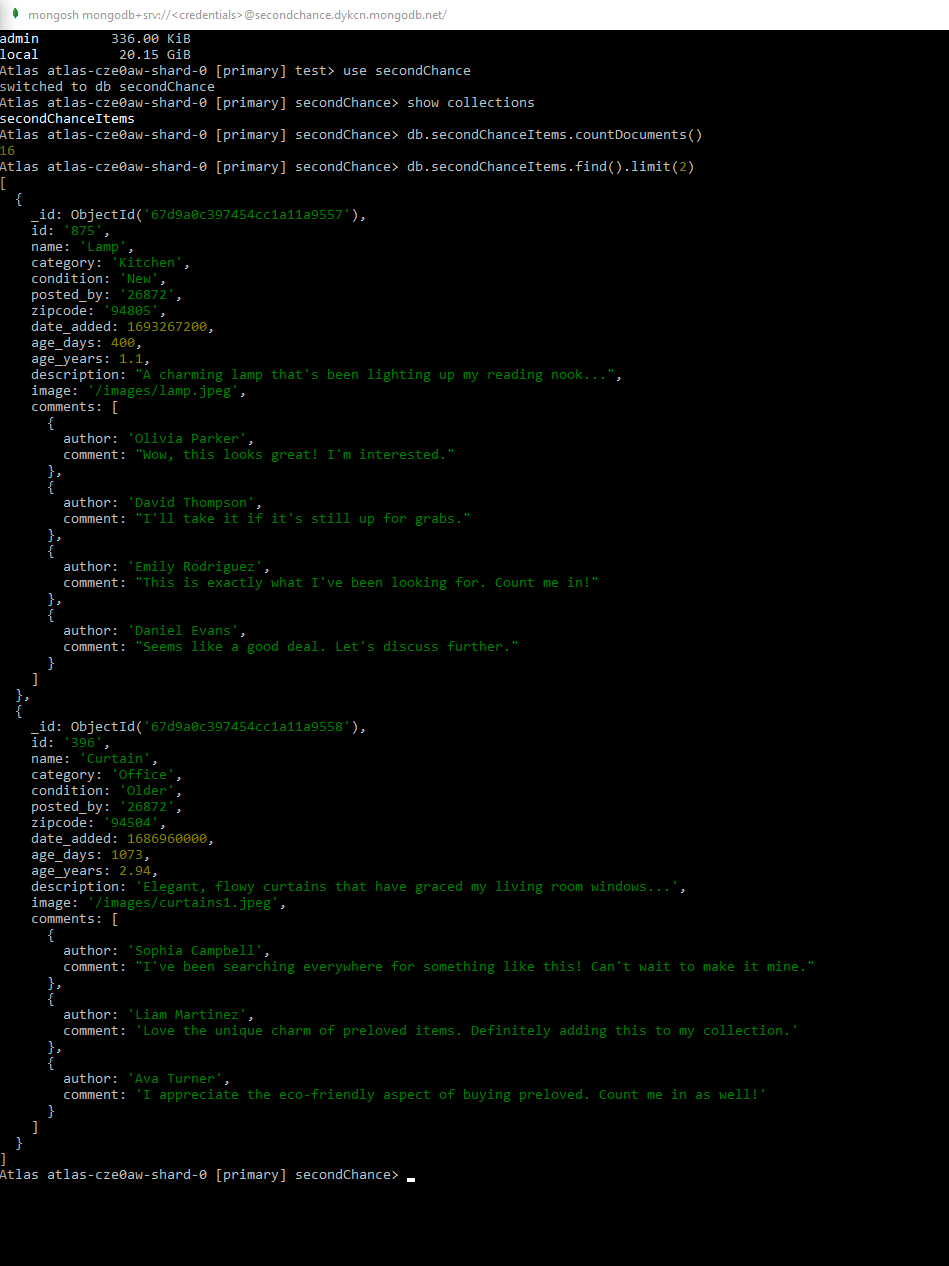 mongosh mongodb+srv://<credentials>@secondchance.dykcn.mongodb.net/
admin 336.00 KiB
local 20.15 GiB
Atlas atlas-cze0aw-shard-0 [primary] test> use secondChance
switched to db secondChance
Atlas atlas-cze0aw-shard-0 [primary] secondChance> show collections
secondChanceItems
Atlas atlas-cze0aw-shard-0 [primary] secondChance> db.secondChanceItems.countDocuments()
16
Atlas atlas-cze0aw-shard-0 [primary] secondChance> db.secondChanceItems.find().limit(2)
[
  {
    _id: ObjectId('67d9a0c397454cc1a11a9557'),
    id: '875',
    name: 'Lamp',
    category: 'Kitchen',
    condition: 'New',
    posted_by: '26872',
    zipcode: '94805',
    date_added: 1693267200,
    age_days: 400,
    age_years: 1.1,
    description: "A charming lamp that's been lighting up my reading nook...",
    image: '/images/lamp.jpeg',
    comments: [
      {
        author: 'Olivia Parker',
        comment: "Wow, this looks great! I'm interested."
      },
      {
        author: 'David Thompson',
        comment: "I'll take it if it's still up for grabs."
      },
      {
        author: 'Emily Rodriguez',
        comment: "This is exactly what I've been looking for. Count me in!"
      },
      {
        author: 'Daniel Evans',
        comment: "Seems like a good deal. Let's discuss further."
      }
    ]
  },
  {
    _id: ObjectId('67d9a0c397454cc1a11a9558'),
    id: '396',
    name: 'Curtain',
    category: 'Office',
    condition: 'Older',
    posted_by: '26872',
    zipcode: '94504',
    date_added: 1686960000,
    age_days: 1073,
    age_years: 2.94,
    description: 'Elegant, flowy curtains that have graced my living room windows...',
    image: '/images/curtains1.jpeg',
    comments: [
      {
        author: 'Sophia Campbell',
        comment: "I've been searching everywhere for something like this! Can't wait to make it mine."
      },
      {
        author: 'Liam Martinez',
        comment: 'Love the unique charm of preloved items. Definitely adding this to my collection.'
      },
      {
        author: 'Ava Turner',
        comment: 'I appreciate the eco-friendly aspect of buying preloved. Count me in as well!'
      }
    ]
  }
]
Atlas atlas-cze0aw-shard-0 [primary] secondChance>